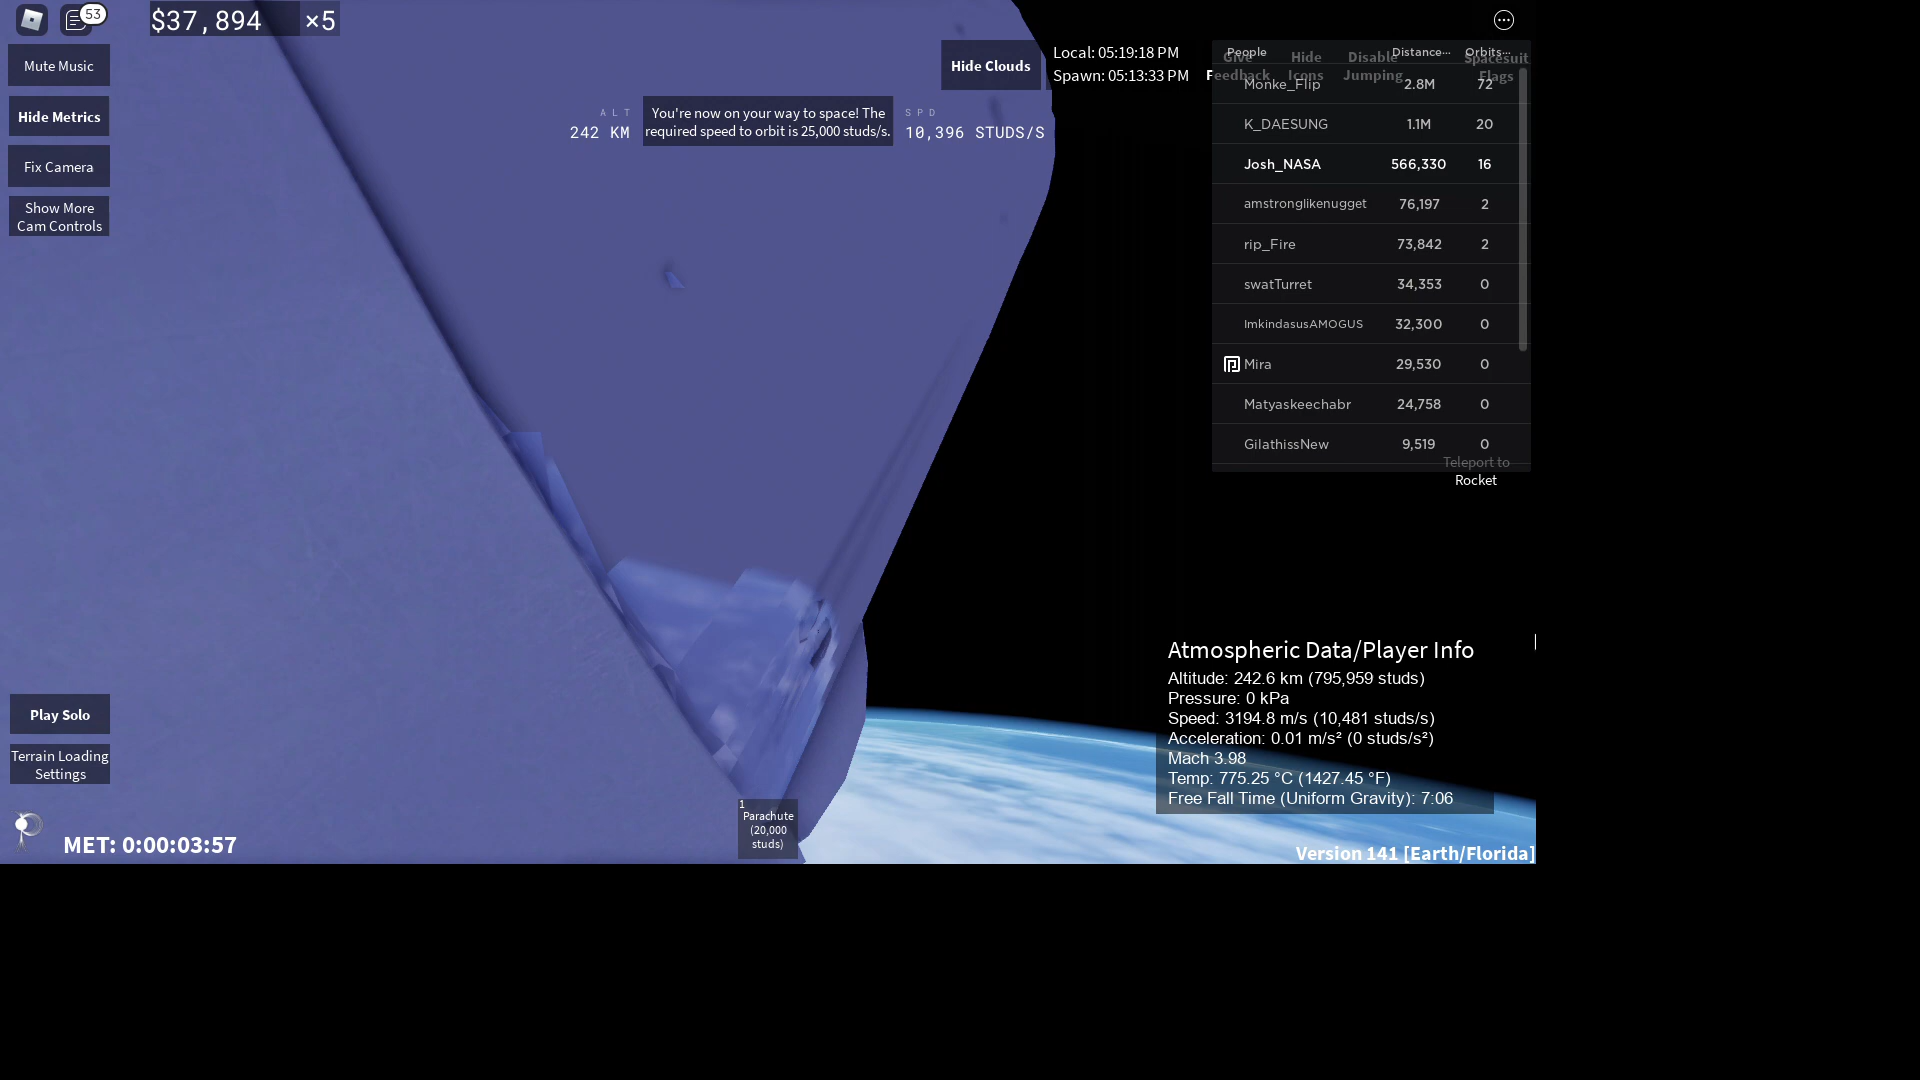 53
$37,894 ×5
Mute Music
Hide Metrics
Fix Camera
Show More
Cam Controls
ALT
242 KM
You're now on your way to space! The
required speed to orbit is 25,000 studs/s.
SPD
10,396 STUDS/S
Hide Clouds
Local: 05:19:18 PM
Spawn: 05:13:33 PM
Give
Feedback
Hide
Icons
Disable
Jumping
Spacesuit
Flags
People Distance... Orbits...
Monke_Flip 2.8M 72
K_DAESUNG 1.1M 20
Josh_NASA 566,330 16
amstronglikenugget 76,197 2
rip_Fire 73,842 2
swatTurret 34,353 0
ImkindasusAMOGUS 32,300 0
Mira 29,530 0
Matyaskeechabr 24,758 0
GilathissNew 9,519 0
Teleport to
Rocket
Atmospheric Data/Player Info
Altitude: 242.6 km (795,959 studs)
Pressure: 0 kPa
Speed: 3194.8 m/s (10,481 studs/s)
Acceleration: 0.01 m/s² (0 studs/s²)
Mach 3.98
Temp: 775.25 °C (1427.45 °F)
Free Fall Time (Uniform Gravity): 7:06
Play Solo
Terrain Loading
Settings
MET: 0:00:03:57
1
Parachute
(20,000
studs)
Version 141 [Earth/Florida]